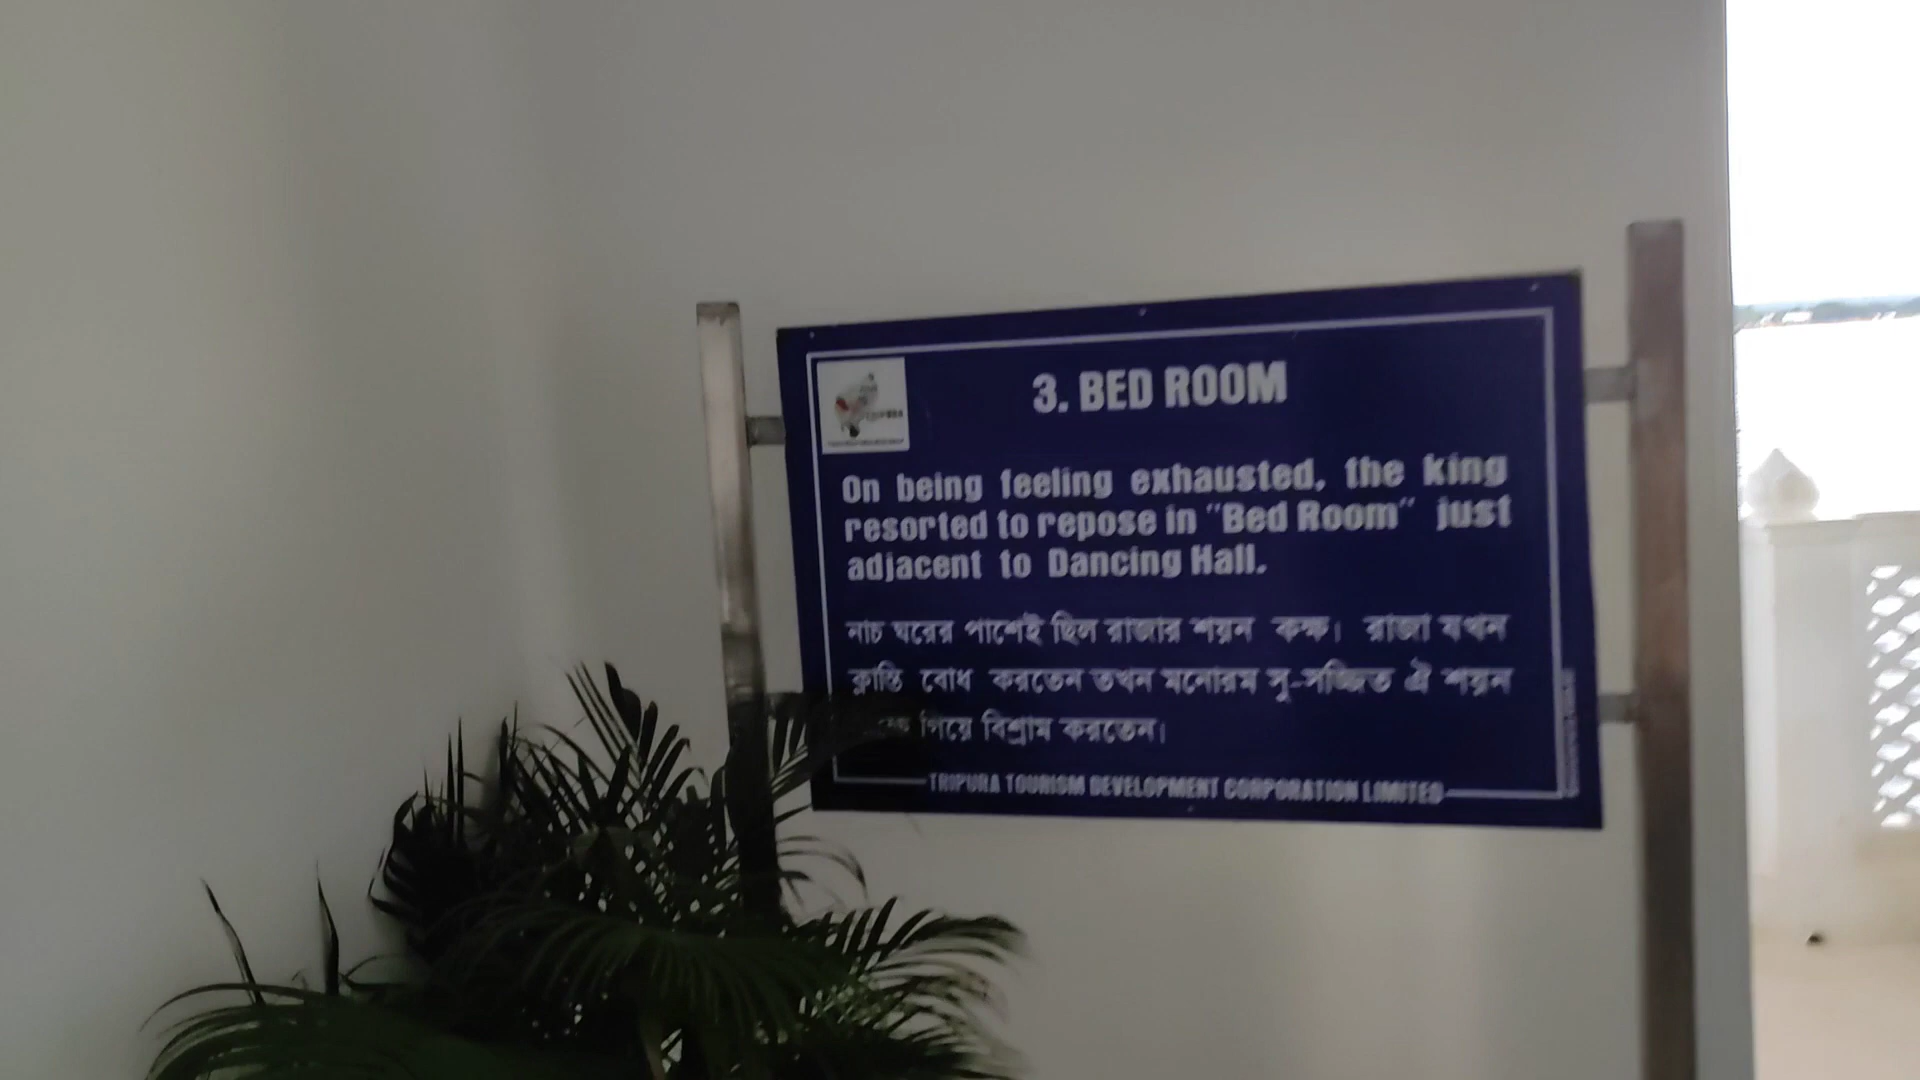 3. BED ROOM
On being feeling exhausted, the king
resorted to repose in "Bed Room" just
adjacent to Dancing Hall.
নাচ ঘরের পাশেই ছিল রাজার শয়ন কক্ষ। রাজা যখন
ক্লান্তি বোধ করতেন তখন মনোরম সু-সজ্জিত ঐ শয়ন
গিয়ে বিশ্রাম করতেন।
TRIPURA TOURISM DEVELOPMENT CORPORATION LIMITED